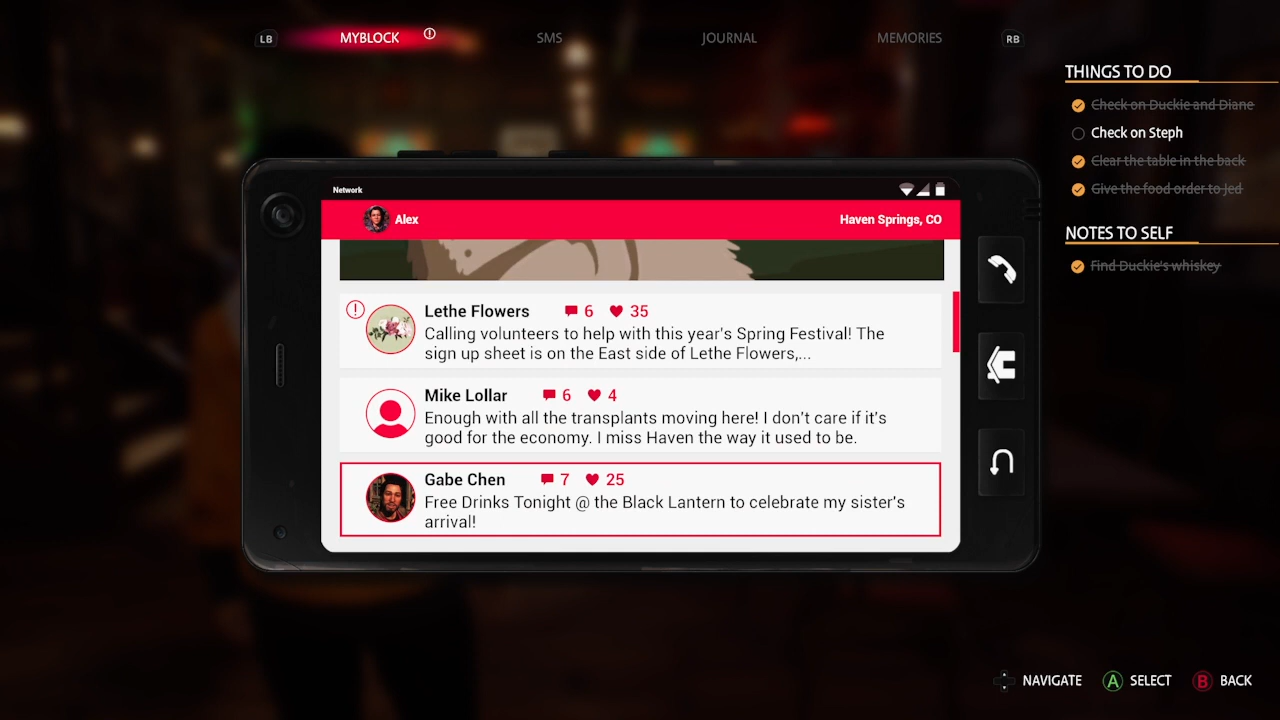 LB
MYBLOCK
SMS
JOURNAL
MEMORIES
RB
THINGS TO DO
Check on Duckie and Diane
Check on Steph
Clear the table in the back
Give the food order to Jed
NOTES TO SELF
Find Duckie's whiskey
Network
Alex
Haven Springs, CO
Lethe Flowers 6 35
Calling volunteers to help with this year's Spring Festival! The
sign up sheet is on the East side of Lethe Flowers,...
Mike Lollar 6 4
Enough with all the transplants moving here! I don't care if it's
good for the economy. I miss Haven the way it used to be.
Gabe Chen 7 25
Free Drinks Tonight @ the Black Lantern to celebrate my sister's
arrival!
NAVIGATE
A SELECT
B BACK